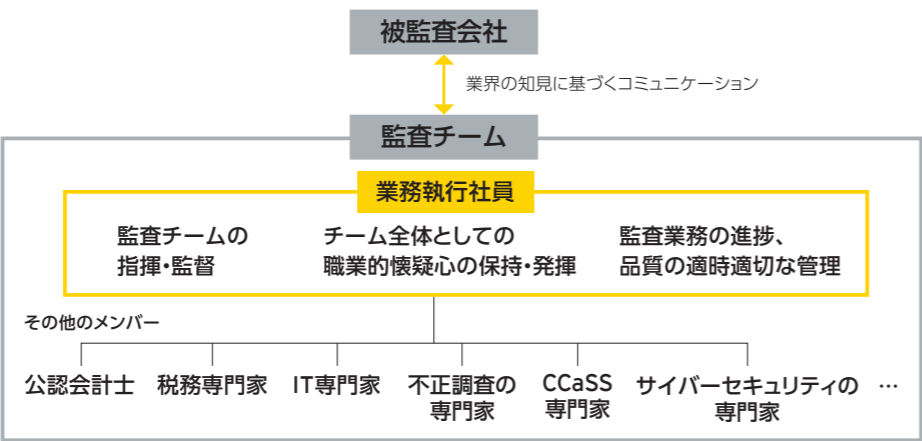 被監査会社
業界の知見に基づくコミュニケーション
監査チーム
業務執行社員
監査チームの
指揮・監督
チーム全体としての
職業的懐疑心の保持・発揮
監査業務の進捗、
品質の適時適切な管理
その他のメンバー
公認会計士
税務専門家
IT専門家
不正調査の
専門家
CCaSS
専門家
サイバーセキュリティの
専門家
…